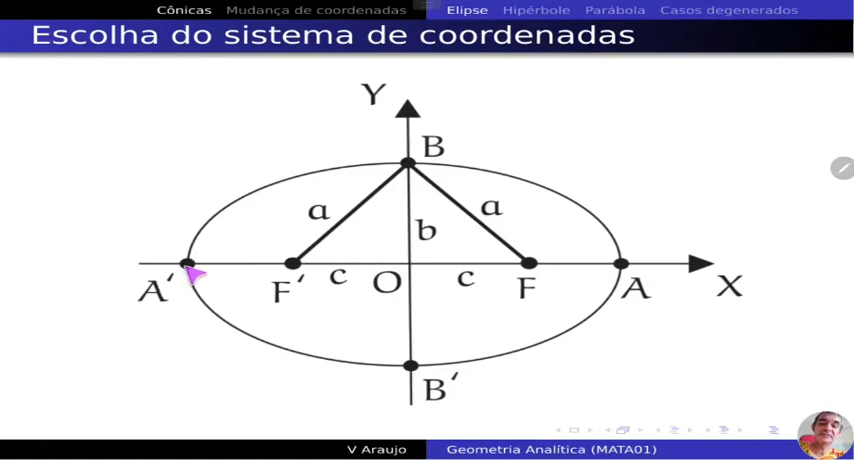 Cônicas Mudança de coordenadas Elipse Hipérbole Parábola Casos degenerados
Escolha do sistema de coordenadas
Y
B
a a
b
A′ F′ c O c F A X
B′
V Araujo Geometria Analítica (MATA01)